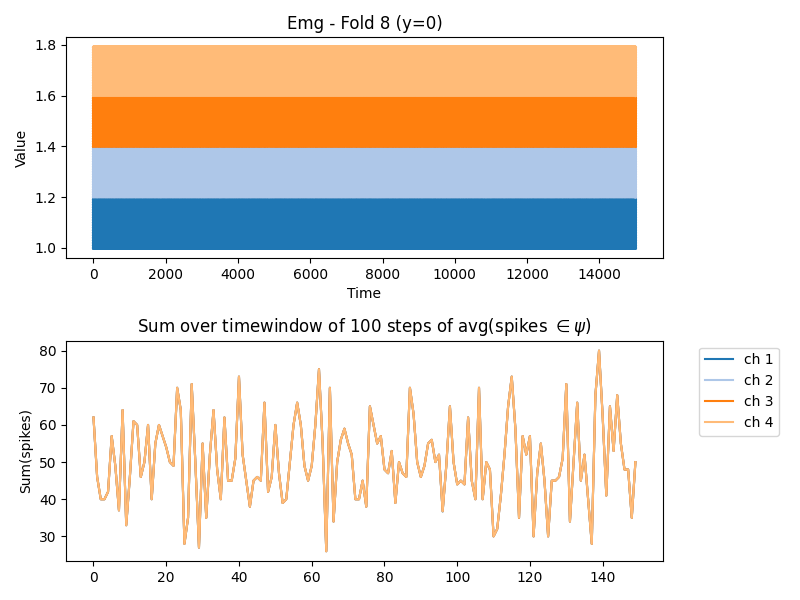 Emg - Fold 8 (y=0)
1.8
1.6
1.4
1.2
1.0
Value
0 2000 4000 6000 8000 10000 12000 14000
Time
Sum over timewindow of 100 steps of avg(spikes ∈ ψ)
80
70
60
50
40
30
Sum(spikes)
0 20 40 60 80 100 120 140
ch 1
ch 2
ch 3
ch 4